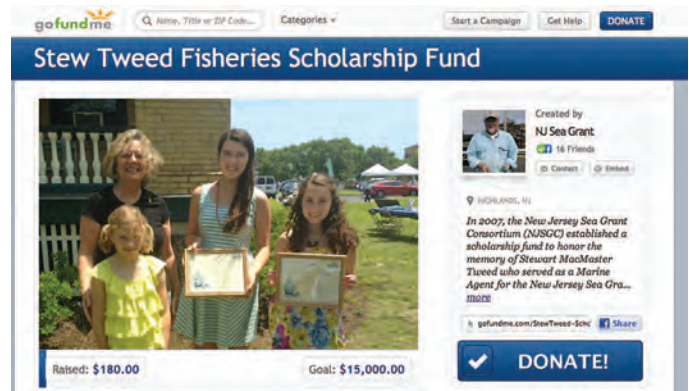 gofundme
Name, Title or ZIP Code...
Categories
Start a Campaign
Get Help
DONATE
Stew Tweed Fisheries Scholarship Fund
Created by
NJ Sea Grant
16 Friends
Contact
Embed
HIGHLANDS, NJ
In 2007, the New Jersey Sea Grant
Consortium (NJSGC) established a
scholarship fund to honor the
memory of Stewart MacMaster
Tweed who served as a Marine
Agent for the New Jersey Sea Gra...
more
gofundme.com/StewTweed-Scho
Share
Raised: $180.00
Goal: $15,000.00
DONATE!